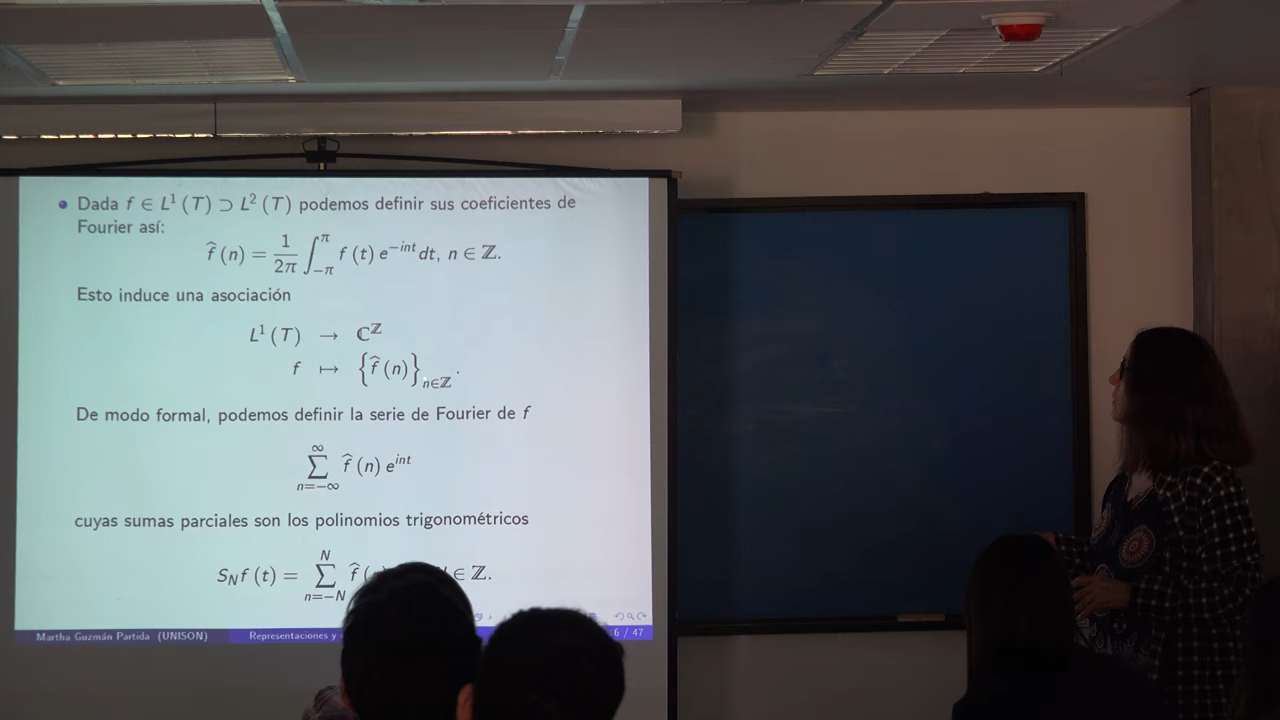 • Dada f ∈ L¹ (T) ⊃ L² (T) podemos definir sus coeficientes de
Fourier así:
f̂ (n) = 1/2π ∫_{−π}^{π} f (t) e^{−int} dt, n ∈ ℤ.
Esto induce una asociación
L¹ (T) → ℂ^ℤ
f ↦ {f̂ (n)}_{n∈ℤ}.
De modo formal, podemos definir la serie de Fourier de f
∑_{n=−∞}^{∞} f̂ (n) e^{int}
cuyas sumas parciales son los polinomios trigonométricos
S_N f (t) = ∑_{n=−N}^{N} f̂ ( ∈ ℤ.
Martha Guzmán Partida (UNISON) Representaciones y 6 / 47